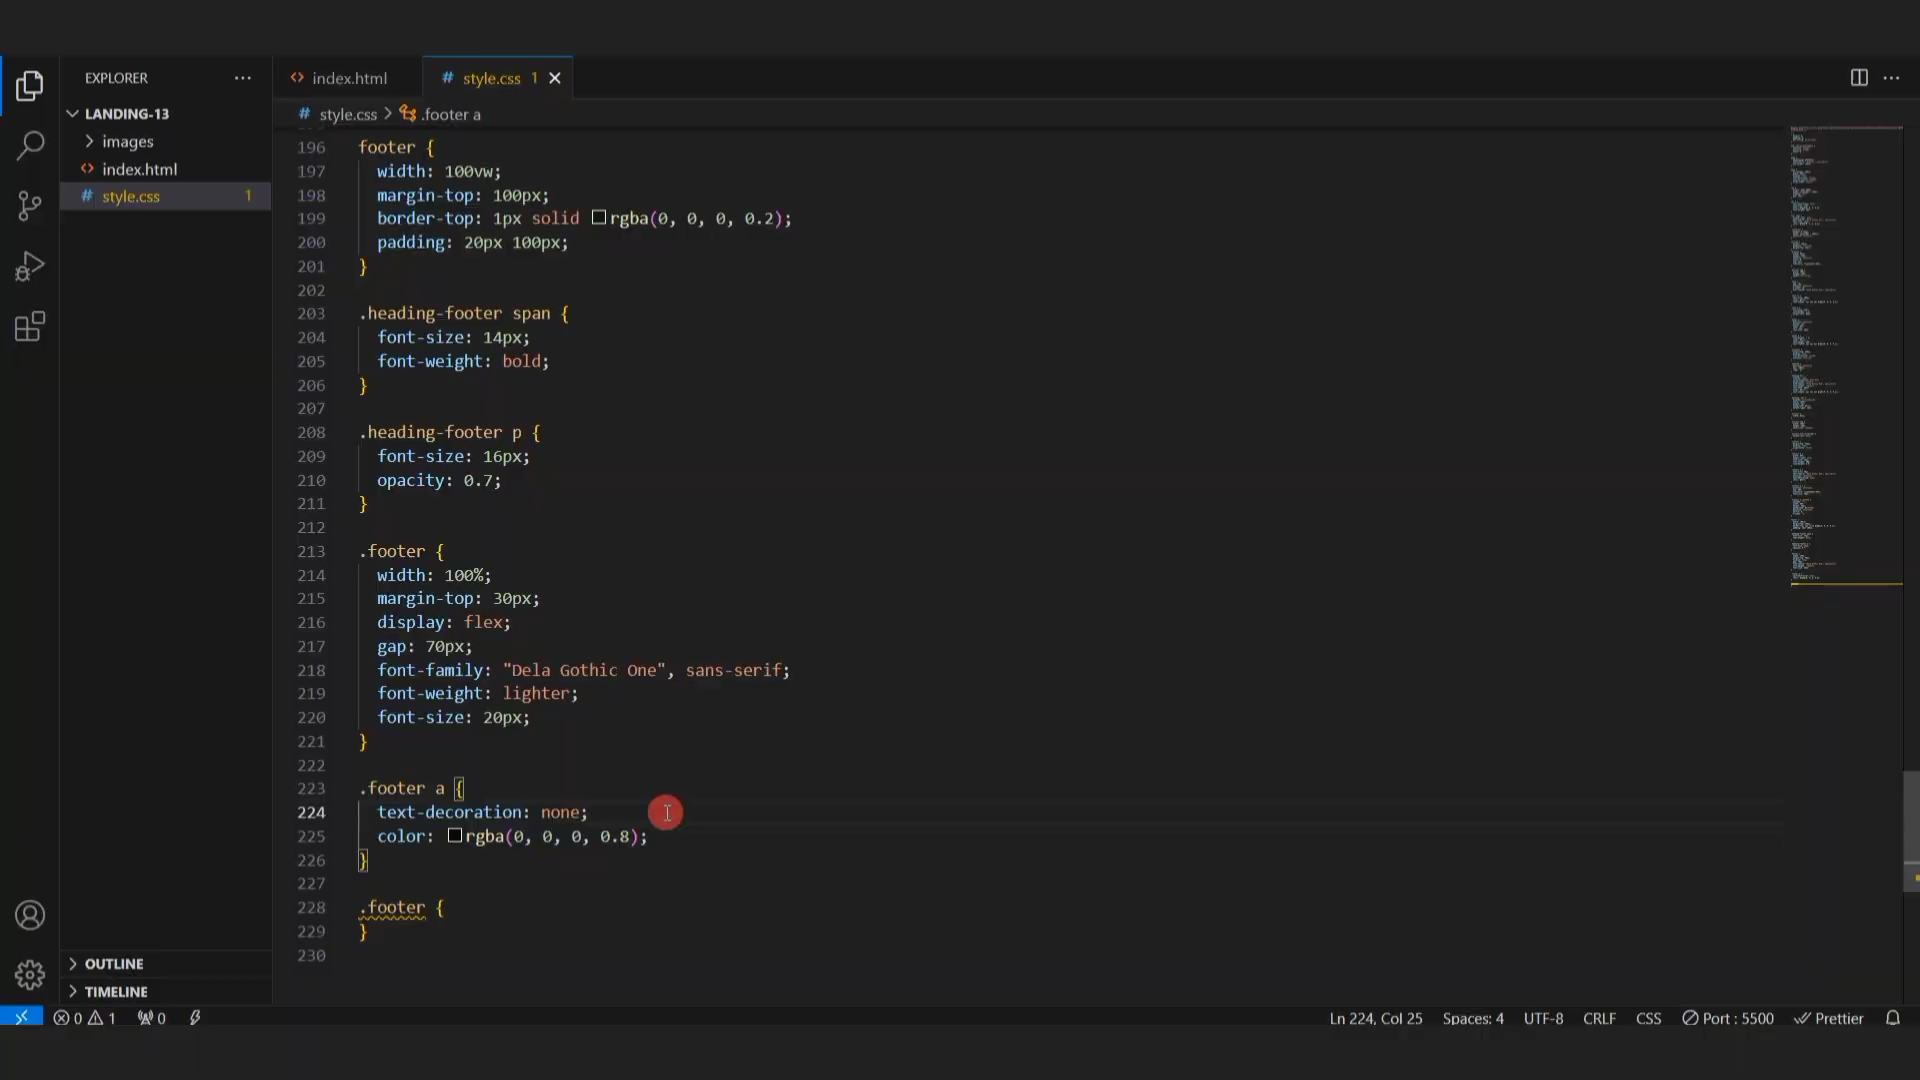 EXPLORER
index.html
style.css 1
LANDING-13
style.css > .footer a
images
index.html
style.css 1
196 footer {
197 width: 100vw;
198 margin-top: 100px;
199 border-top: 1px solid rgba(0, 0, 0, 0.2);
200 padding: 20px 100px;
201 }
202
203 .heading-footer span {
204 font-size: 14px;
205 font-weight: bold;
206 }
207
208 .heading-footer p {
209 font-size: 16px;
210 opacity: 0.7;
211 }
212
213 .footer {
214 width: 100%;
215 margin-top: 30px;
216 display: flex;
217 gap: 70px;
218 font-family: "Dela Gothic One", sans-serif;
219 font-weight: lighter;
220 font-size: 20px;
221 }
222
223 .footer a {
224 text-decoration: none;
225 color: rgba(0, 0, 0, 0.8);
226 }
227
228 .footer {
229 }
230
OUTLINE
TIMELINE
0 1 0 Ln 224, Col 25 Spaces: 4 UTF-8 CRLF CSS Port : 5500 Prettier